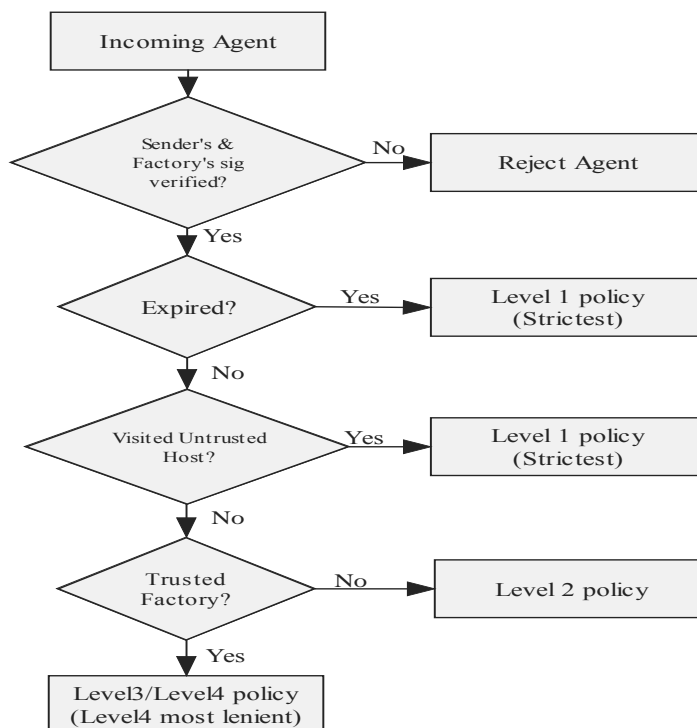 Incoming Agent
Sender's &
Factory's sig
verified?
No
Reject Agent
Yes
Expired?
Yes
Level 1 policy
(Strictest)
No
Visited Untrusted
Host?
Yes
Level 1 policy
(Strictest)
No
Trusted
Factory?
No
Level 2 policy
Yes
Level3/Level4 policy
(Level4 most lenient)